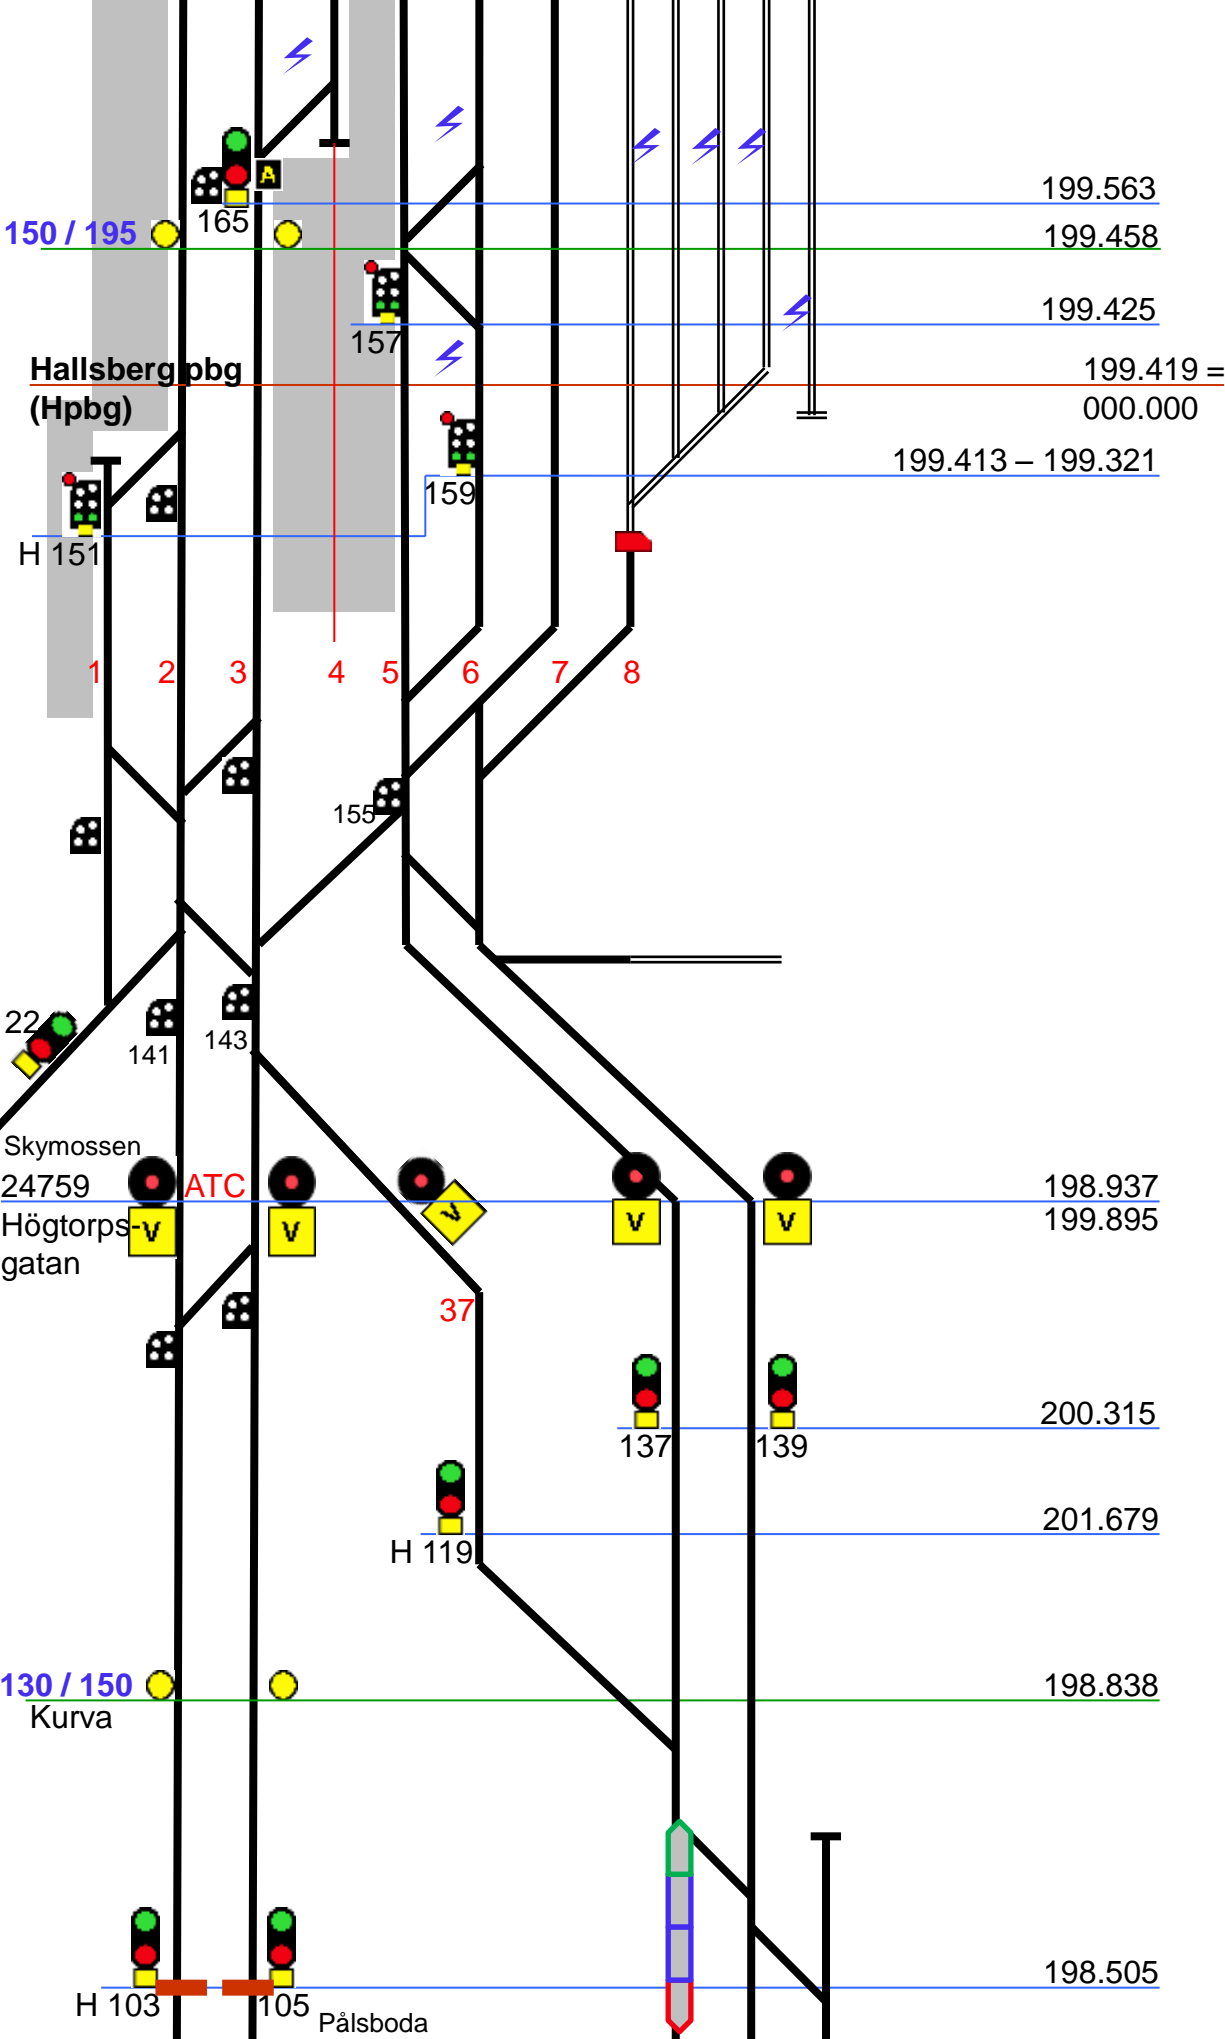 A
199.563
165
150 / 195
199.458
199.425
157
Hallsberg pbg
(Hpbg)
199.419 =
000.000
199.413 – 199.321
159
H 151
1 2 3 4 5 6 7 8
155
22
141
143
Skymossen
24759
ATC
198.937
199.895
Högtorps-
gatan
V V V V V
37
200.315
137
139
201.679
H 119
130 / 150
198.838
Kurva
198.505
H 103
105
Pålsboda